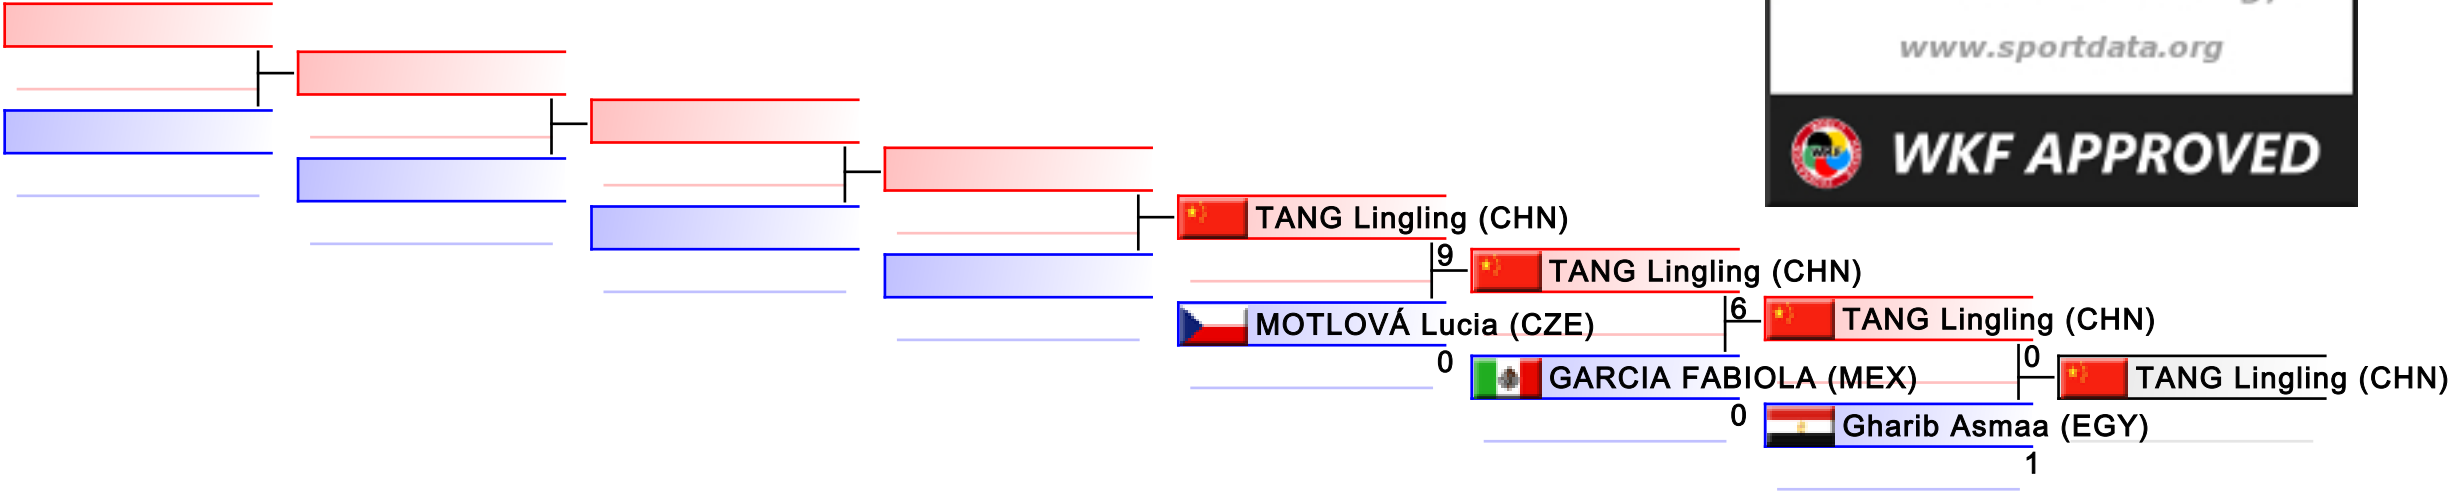 www.sportdata.org
WKF
WKF APPROVED
TANG Lingling (CHN)
9
TANG Lingling (CHN)
6
TANG Lingling (CHN)
MOTLOVÁ Lucia (CZE)
0
0
GARCIA FABIOLA (MEX)
TANG Lingling (CHN)
0
Gharib Asmaa (EGY)
1